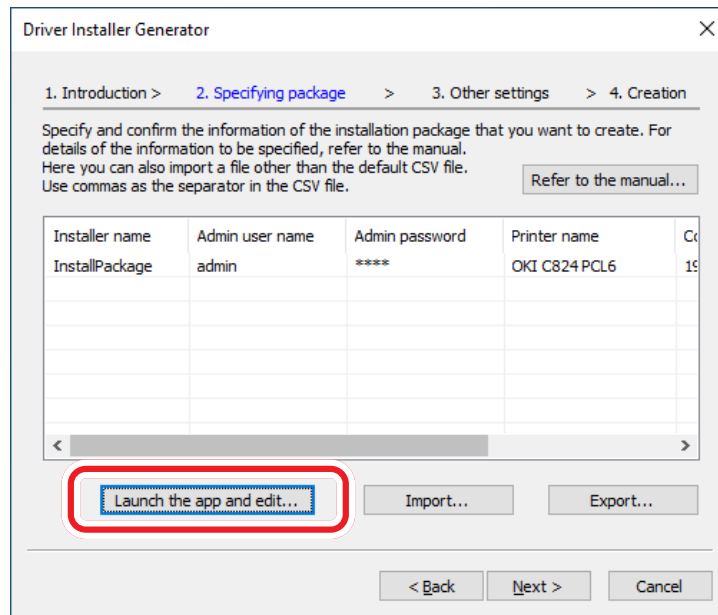 Driver Installer Generator
1. Introduction > 2. Specifying package > 3. Other settings > 4. Creation
Specify and confirm the information of the installation package that you want to create. For
details of the information to be specified, refer to the manual.
Here you can also import a file other than the default CSV file.
Use commas as the separator in the CSV file.
Refer to the manual...
Installer name Admin user name Admin password Printer name
InstallPackage admin **** OKI C824 PCL6 19
Launch the app and edit... Import... Export...
< Back Next > Cancel